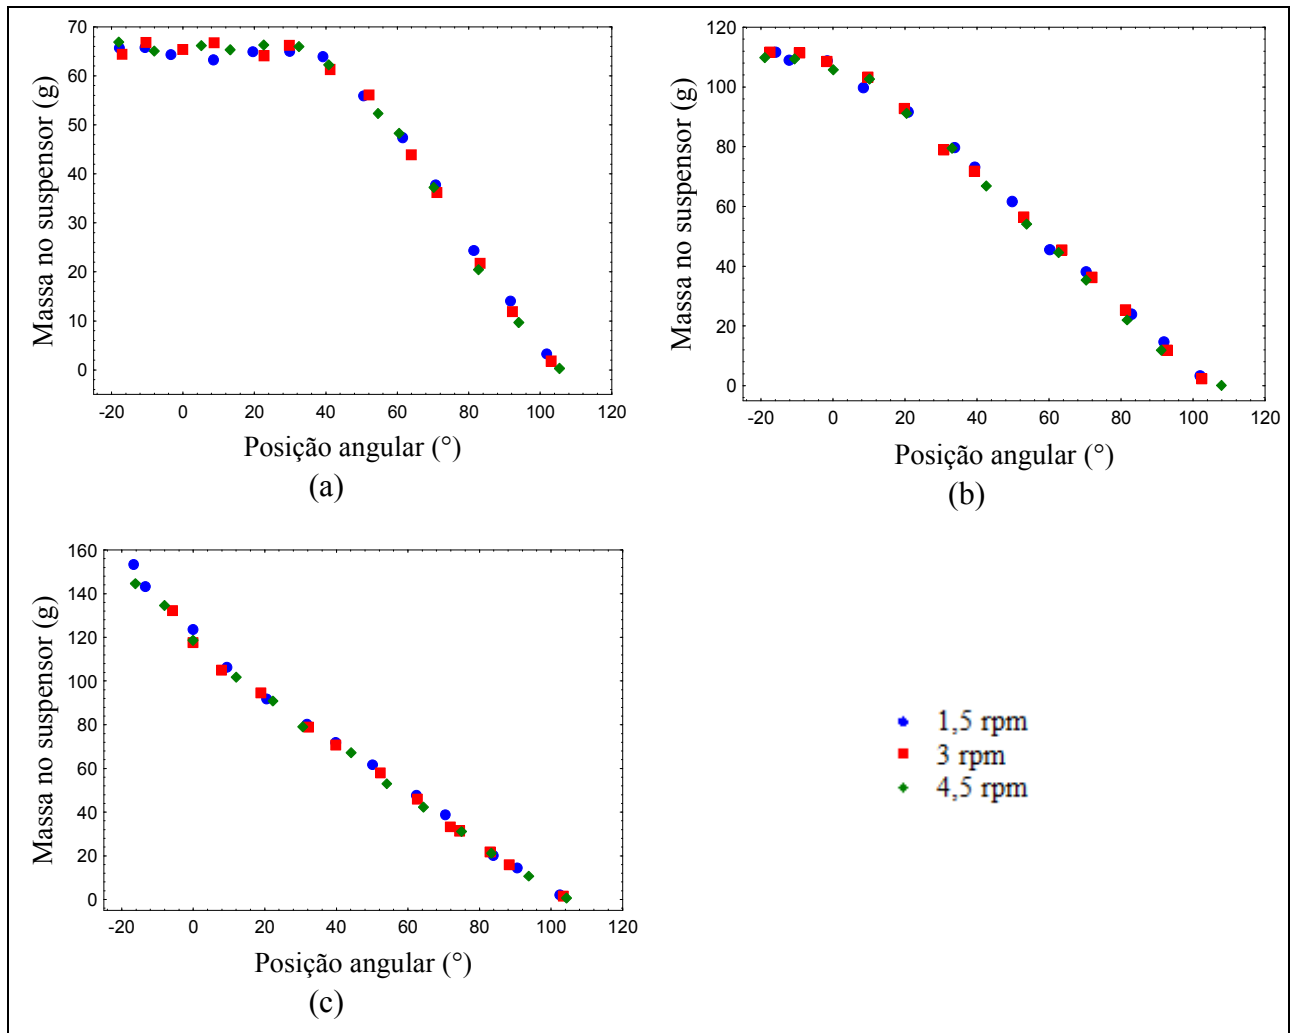 70
60
50
40
30
20
10
0
Massa no suspensor (g)
-20 0 20 40 60 80 100 120
Posição angular (°)
(a)
120
100
80
60
40
20
0
Massa no suspensor (g)
-20 0 20 40 60 80 100 120
Posição angular (°)
(b)
160
140
120
100
80
60
40
20
0
Massa no suspensor (g)
-20 0 20 40 60 80 100 120
Posição angular (°)
(c)
1,5 rpm
3 rpm
4,5 rpm